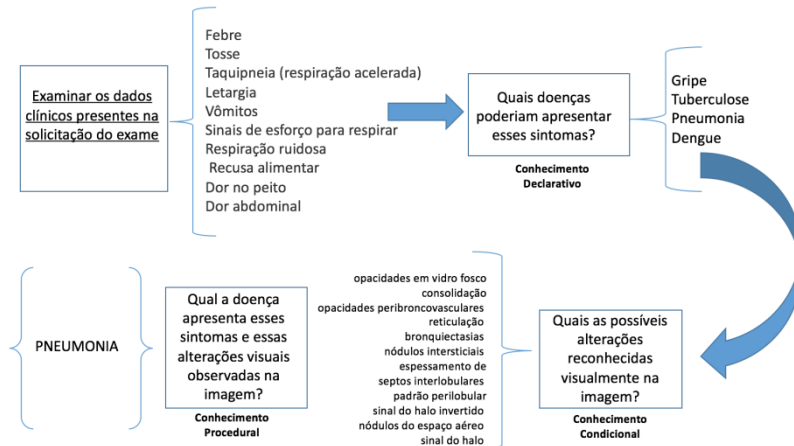 Examinar os dados
clínicos presentes na
solicitação do exame
Febre
Tosse
Taquipneia (respiração acelerada)
Letargia
Vômitos
Sinais de esforço para respirar
Respiração ruidosa
Recusa alimentar
Dor no peito
Dor abdominal
Quais doenças
poderiam apresentar
esses sintomas?
Conhecimento
Declarativo
Gripe
Tuberculose
Pneumonia
Dengue
Quais as possíveis
alterações
reconhecidas
visualmente na
imagem?
Conhecimento
Condicional
opacidades em vidro fosco
consolidação
opacidades peribroncovasculares
reticulação
bronquiectasias
nódulos intersticiais
espessamento de
septos interlobulares
padrão perilobular
sinal do halo invertido
nódulos do espaço aéreo
sinal do halo
Qual a doença
apresenta esses
sintomas e essas
alterações visuais
observadas na
imagem?
Conhecimento
Procedural
PNEUMONIA